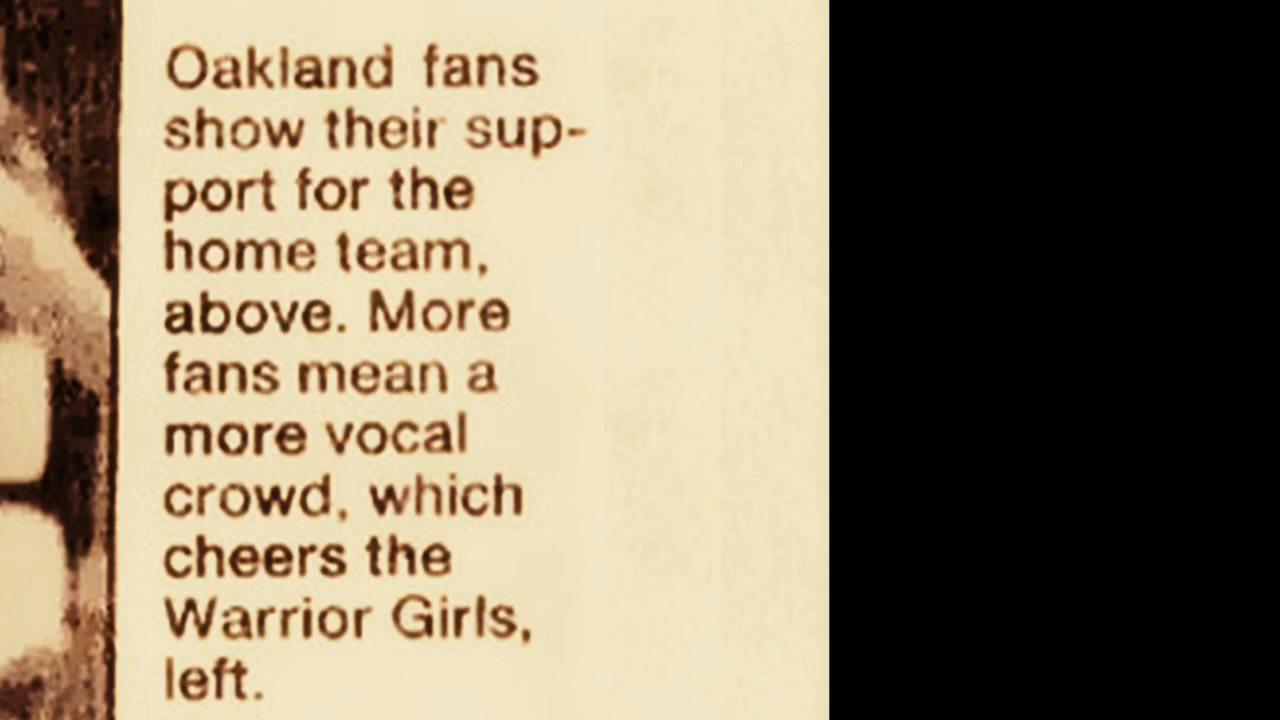 Oakland fans
show their sup-
port for the
home team,
above. More
fans mean a
more vocal
crowd, which
cheers the
Warrior Girls,
left.